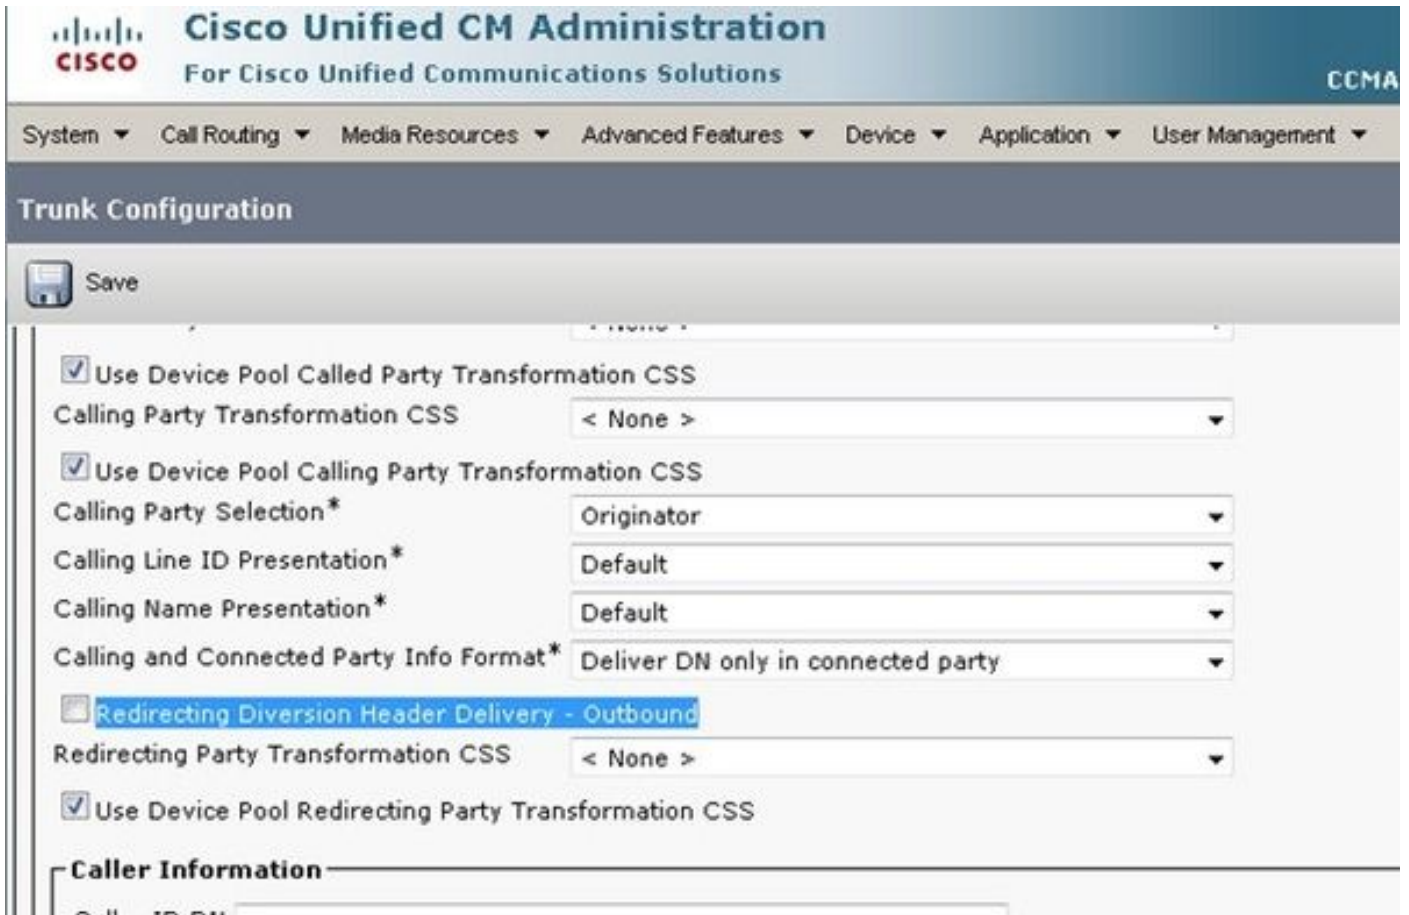 Cisco Unified CM Administration
CISCO
For Cisco Unified Communications Solutions
CCMA
System Call Routing Media Resources Advanced Features Device Application User Management
Trunk Configuration
Save
Use Device Pool Called Party Transformation CSS
Calling Party Transformation CSS < None >
Use Device Pool Calling Party Transformation CSS
Calling Party Selection* Originator
Calling Line ID Presentation* Default
Calling Name Presentation* Default
Calling and Connected Party Info Format* Deliver DN only in connected party
Redirecting Diversion Header Delivery - Outbound
Redirecting Party Transformation CSS < None >
Use Device Pool Redirecting Party Transformation CSS
Caller Information